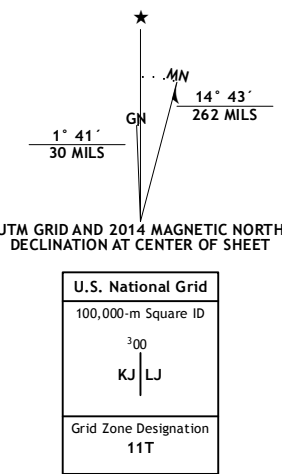 ★
MN
GN
14° 43´
262 MILS
1° 41´
30 MILS
UTM GRID AND 2014 MAGNETIC NORTH
DECLINATION AT CENTER OF SHEET
U.S. National Grid
100,000-m Square ID
³00
KJ LJ
Grid Zone Designation
11T